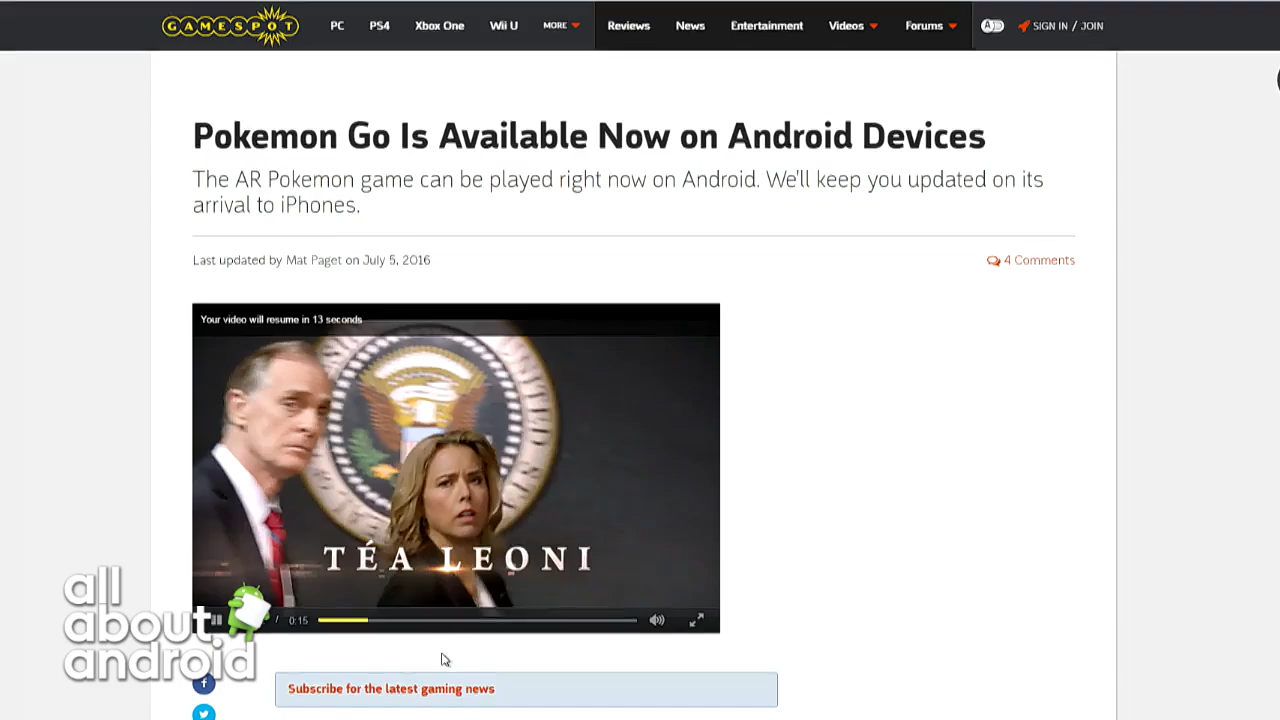 GAMESPOT
PC PS4 Xbox One Wii U MORE Reviews News Entertainment Videos Forums SIGN IN / JOIN
Pokemon Go Is Available Now on Android Devices
The AR Pokemon game can be played right now on Android. We'll keep you updated on its
arrival to iPhones.
Last updated by Mat Paget on July 5, 2016
4 Comments
Your video will resume in 13 seconds
TÉA LEONI
/ 0:15
all
about
android
Subscribe for the latest gaming news